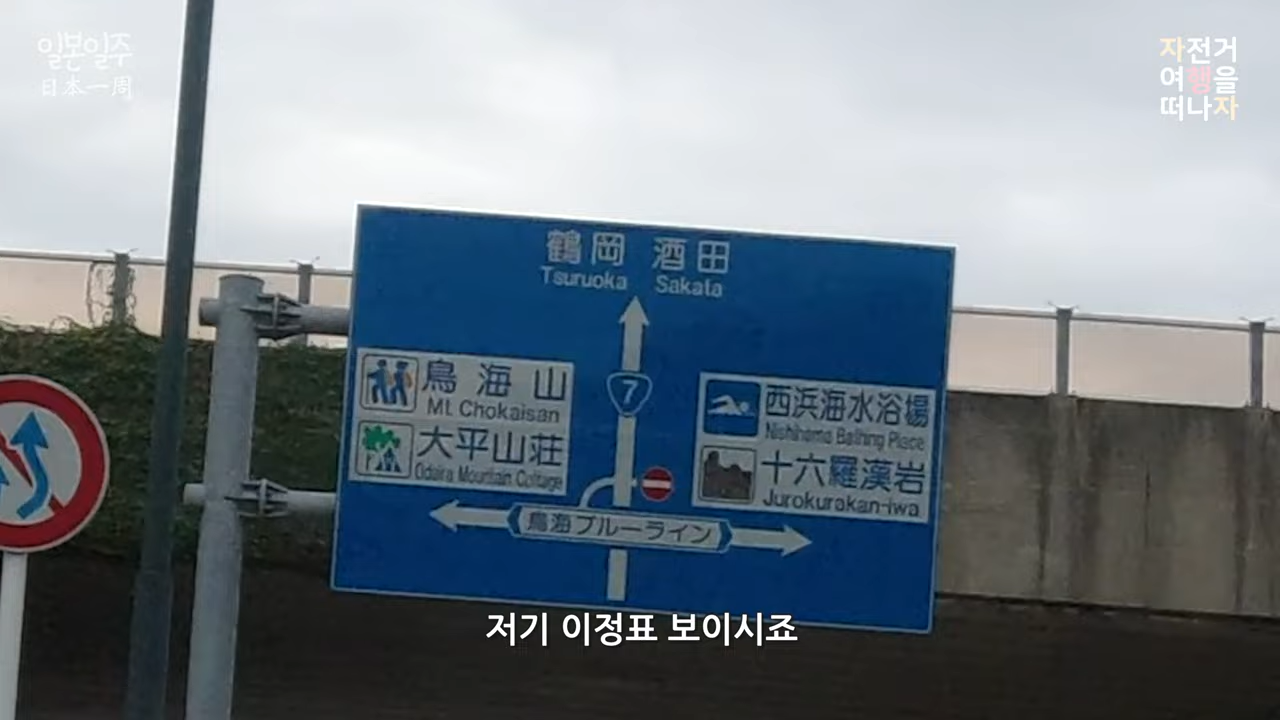 일본일주
日本一周
자전거
여행을
떠나자
鶴岡 酒田
Tsuruoka Sakata
鳥海山
Mt. Chokaisan
大平山荘
Odaira Mountain Cottage
7
西浜海水浴場
Nishihama Bathing Place
十六羅漢岩
Jurokurakan-iwa
鳥海ブルーライン
저기 이정표 보이시죠